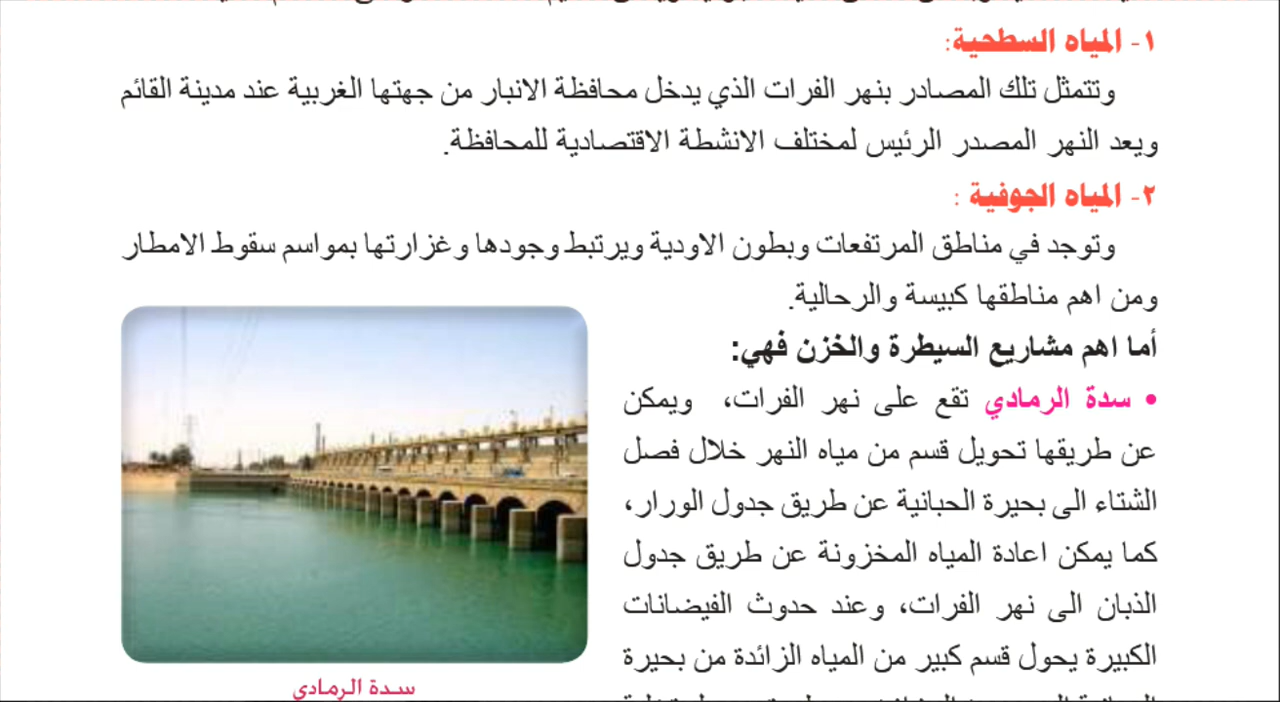 ١- المياه السطحية:
وتتمثل تلك المصادر بنهر الفرات الذي يدخل محافظة الانبار من جهتها الغربية عند مدينة القائم
ويعد النهر المصدر الرئيس لمختلف الانشطة الاقتصادية للمحافظة.
٢- المياه الجوفية :
وتوجد في مناطق المرتفعات وبطون الاودية ويرتبط وجودها وغزارتها بمواسم سقوط الامطار
ومن اهم مناطقها كبيسة والرحالية.
أما اهم مشاريع السيطرة والخزن فهي:
• سدة الرمادي تقع على نهر الفرات، ويمكن
عن طريقها تحويل قسم من مياه النهر خلال فصل
الشتاء الى بحيرة الحبانية عن طريق جدول الورار،
كما يمكن اعادة المياه المخزونة عن طريق جدول
الذبان الى نهر الفرات، وعند حدوث الفيضانات
الكبيرة يحول قسم كبير من المياه الزائدة من بحيرة
سدة الرمادي